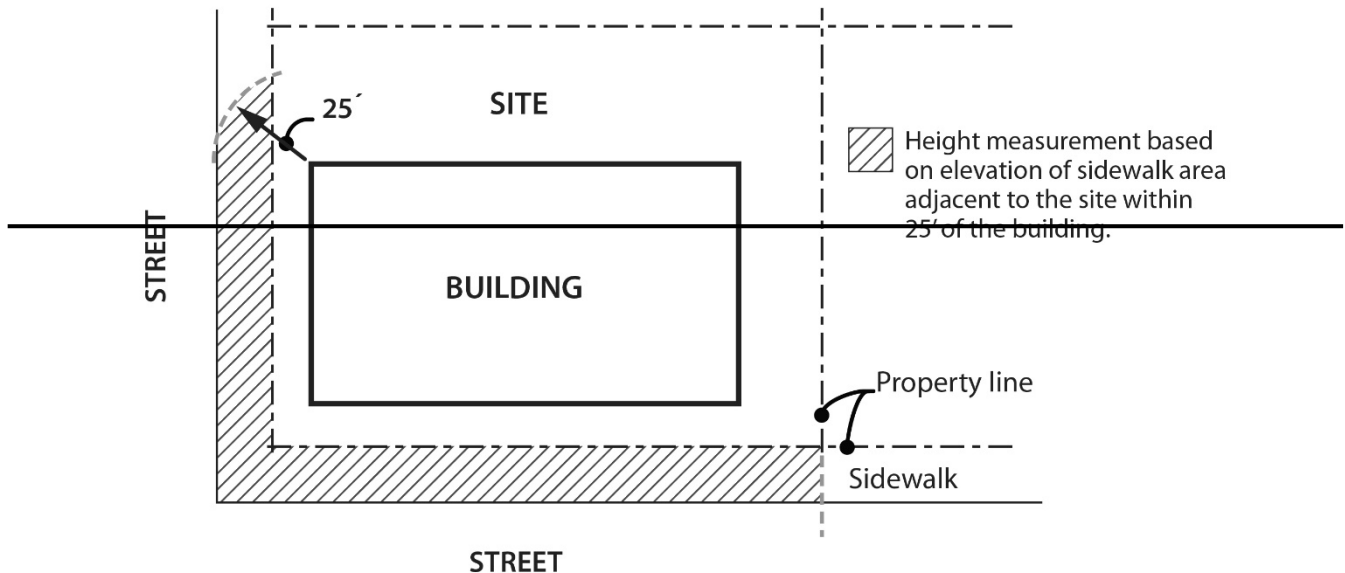 25´
SITE
Height measurement based
on elevation of sidewalk area
adjacent to the site within
25' of the building.
STREET
BUILDING
Property line
Sidewalk
STREET